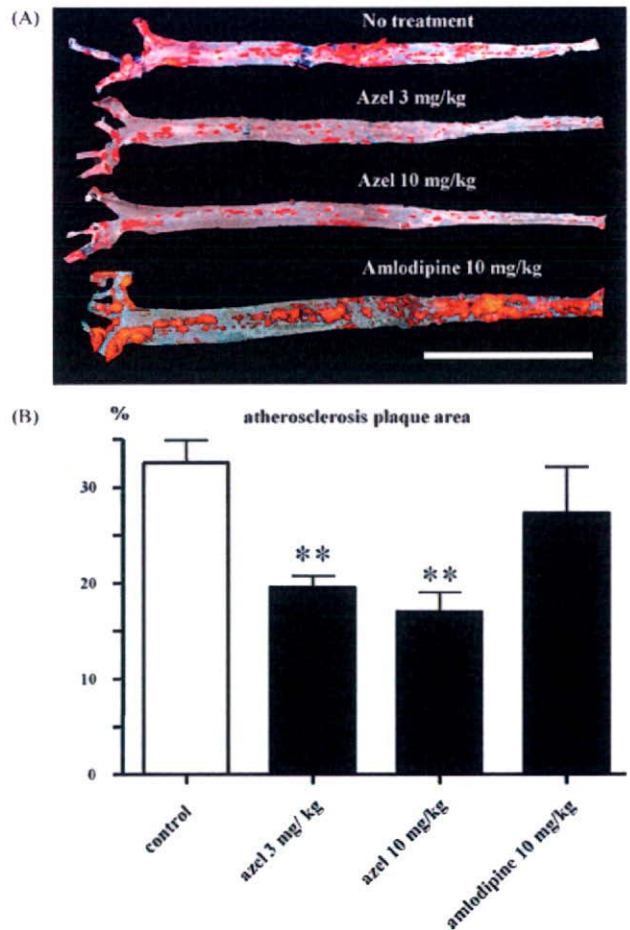 (A)
No treatment
Azel 3 mg/kg
Azel 10 mg/kg
Amlodipine 10 mg/kg
(B)
% atherosclerosis plaque area
30
20
10
0
**
**
control
azel 3 mg/ kg
azel 10 mg/kg
amlodipine 10 mg/kg